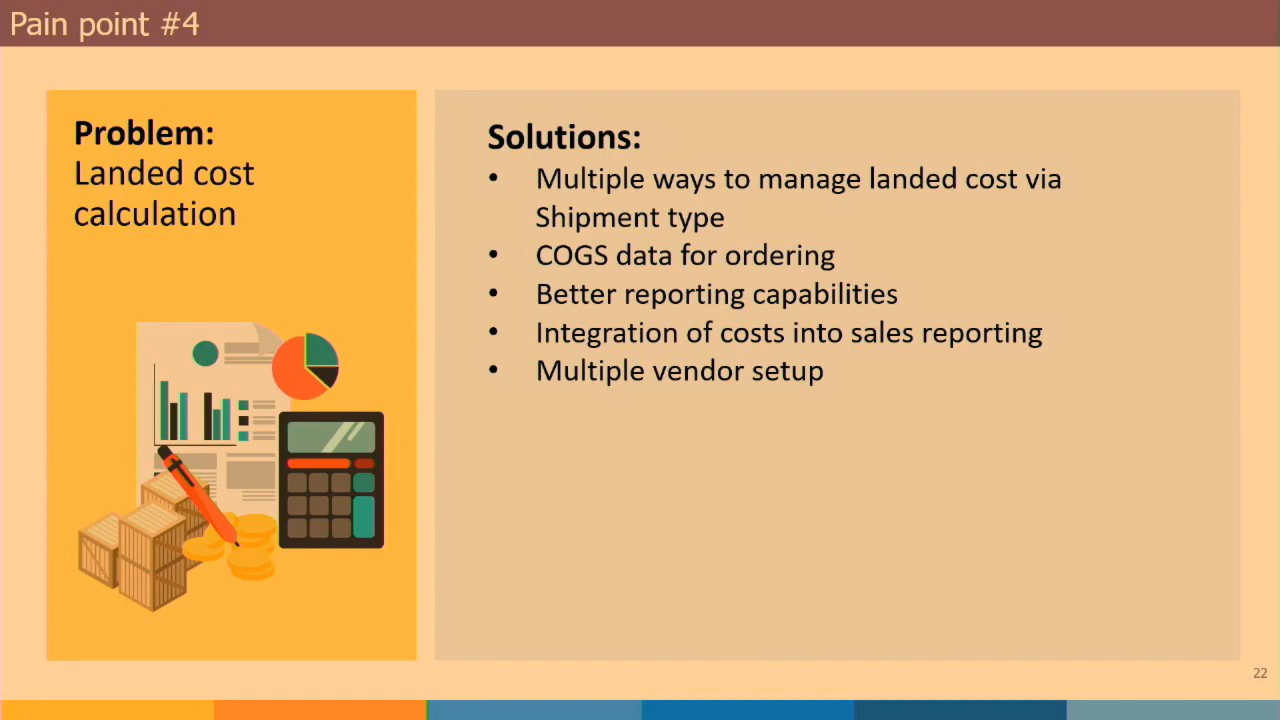 Pain point #4
Problem:
Landed cost
calculation
Solutions:
• Multiple ways to manage landed cost via
Shipment type
• COGS data for ordering
• Better reporting capabilities
• Integration of costs into sales reporting
• Multiple vendor setup
22